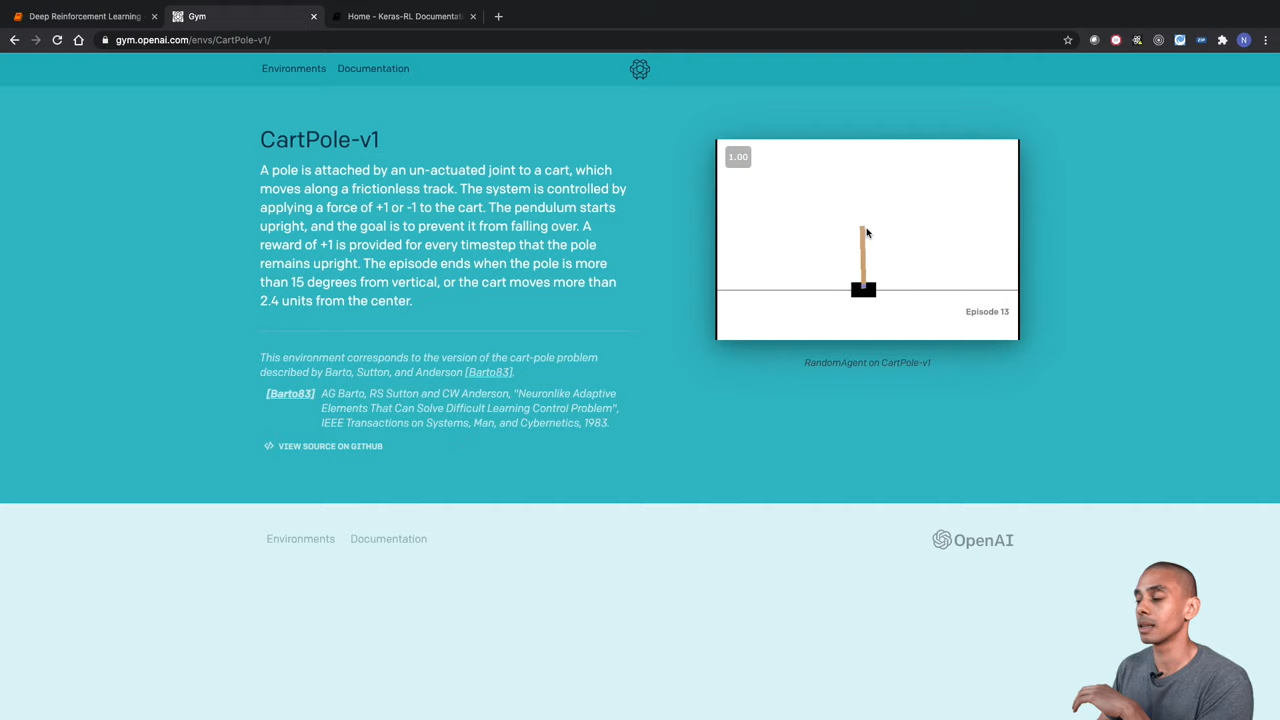 Deep Reinforcement Learning
Gym
Home - Keras-RL Documentati
gym.openai.com/envs/CartPole-v1/
N
Environments Documentation
CartPole-v1
A pole is attached by an un-actuated joint to a cart, which
moves along a frictionless track. The system is controlled by
applying a force of +1 or -1 to the cart. The pendulum starts
upright, and the goal is to prevent it from falling over. A
reward of +1 is provided for every timestep that the pole
remains upright. The episode ends when the pole is more
than 15 degrees from vertical, or the cart moves more than
2.4 units from the center.
This environment corresponds to the version of the cart-pole problem
described by Barto, Sutton, and Anderson [Barto83].
[Barto83] AG Barto, RS Sutton and CW Anderson, "Neuronlike Adaptive
Elements That Can Solve Difficult Learning Control Problem",
IEEE Transactions on Systems, Man, and Cybernetics, 1983.
VIEW SOURCE ON GITHUB
1.00
Episode 13
RandomAgent on CartPole-v1
Environments Documentation
OpenAI